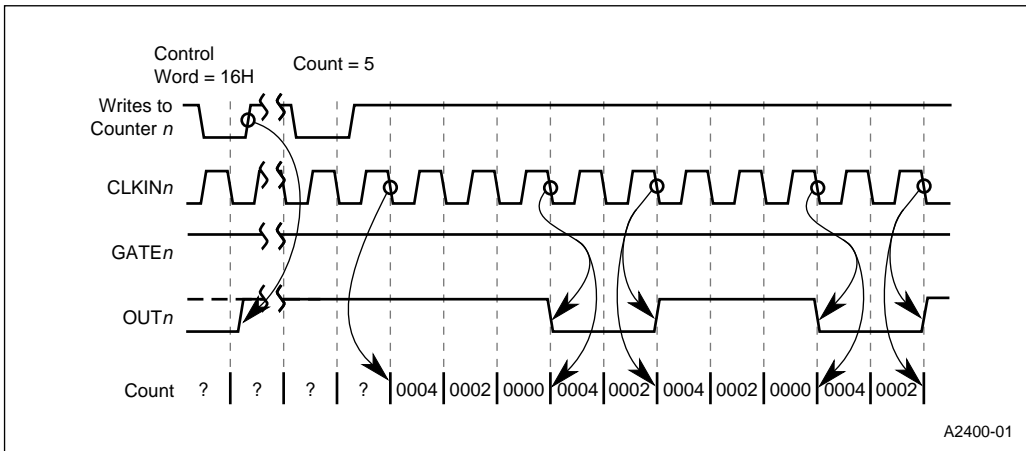 Control
Word = 16H
Count = 5
Writes to
Counter n
CLKINn
GATEn
OUTn
Count ? ? ? ? 0004 0002 0000 0004 0002 0004 0002 0000 0004 0002
A2400-01